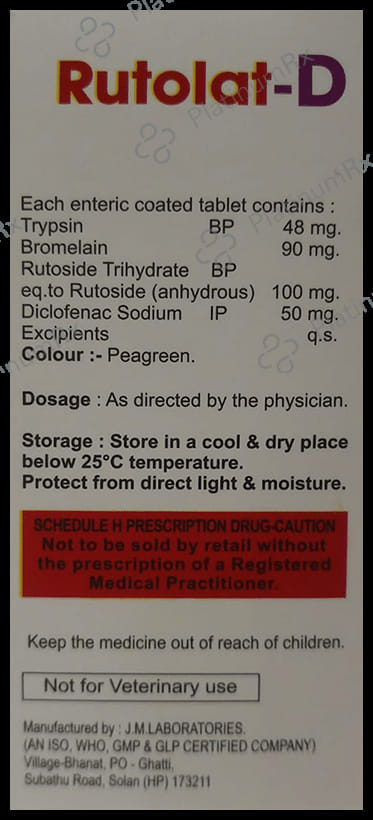 Rutolat-D
Each enteric coated tablet contains :
Trypsin BP 48 mg.
Bromelain 90 mg.
Rutoside Trihydrate BP
eq.to Rutoside (anhydrous) 100 mg.
Diclofenac Sodium IP 50 mg.
Excipients q.s.
Colour :- Peagreen.
Dosage : As directed by the physician.
Storage : Store in a cool & dry place
below 25°C temperature.
Protect from direct light & moisture.
SCHEDULE H PRESCRIPTION DRUG-CAUTION
Not to be sold by retail without
the prescription of a Registered
Medical Practitioner.
Keep the medicine out of reach of children.
Not for Veterinary use
Manufactured by : J.M.LABORATORIES.
(AN ISO, WHO, GMP & GLP CERTIFIED COMPANY)
Village-Bhanat, PO - Ghatti,
Subathu Road, Solan (HP) 173211
PlatinumRx